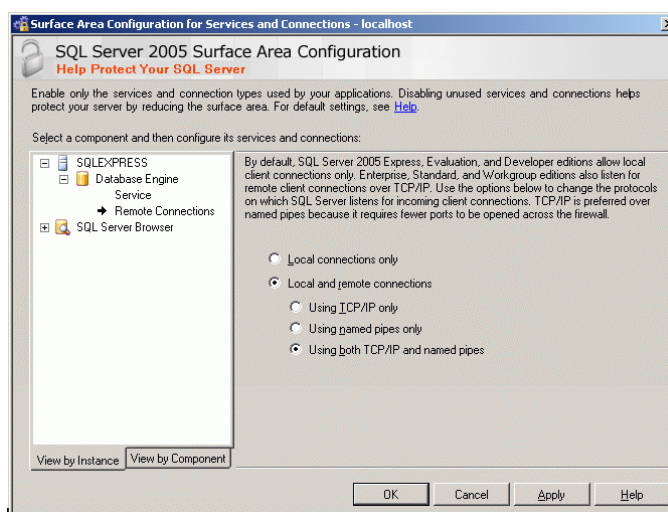 Surface Area Configuration for Services and Connections - localhost
SQL Server 2005 Surface Area Configuration
Help Protect Your SQL Server
Enable only the services and connection types used by your applications. Disabling unused services and connections helps
protect your server by reducing the surface area. For default settings, see Help.
Select a component and then configure its services and connections:
SQLEXPRESS
Database Engine
Service
Remote Connections
SQL Server Browser
View by Instance
View by Component
By default, SQL Server 2005 Express, Evaluation, and Developer editions allow local
client connections only. Enterprise, Standard, and Workgroup editions also listen for
remote client connections over TCP/IP. Use the options below to change the protocols
on which SQL Server listens for incoming client connections. TCP/IP is preferred over
named pipes because it requires fewer ports to be opened across the firewall.
Local connections only
Local and remote connections
Using TCP/IP only
Using named pipes only
Using both TCP/IP and named pipes
OK
Cancel
Apply
Help